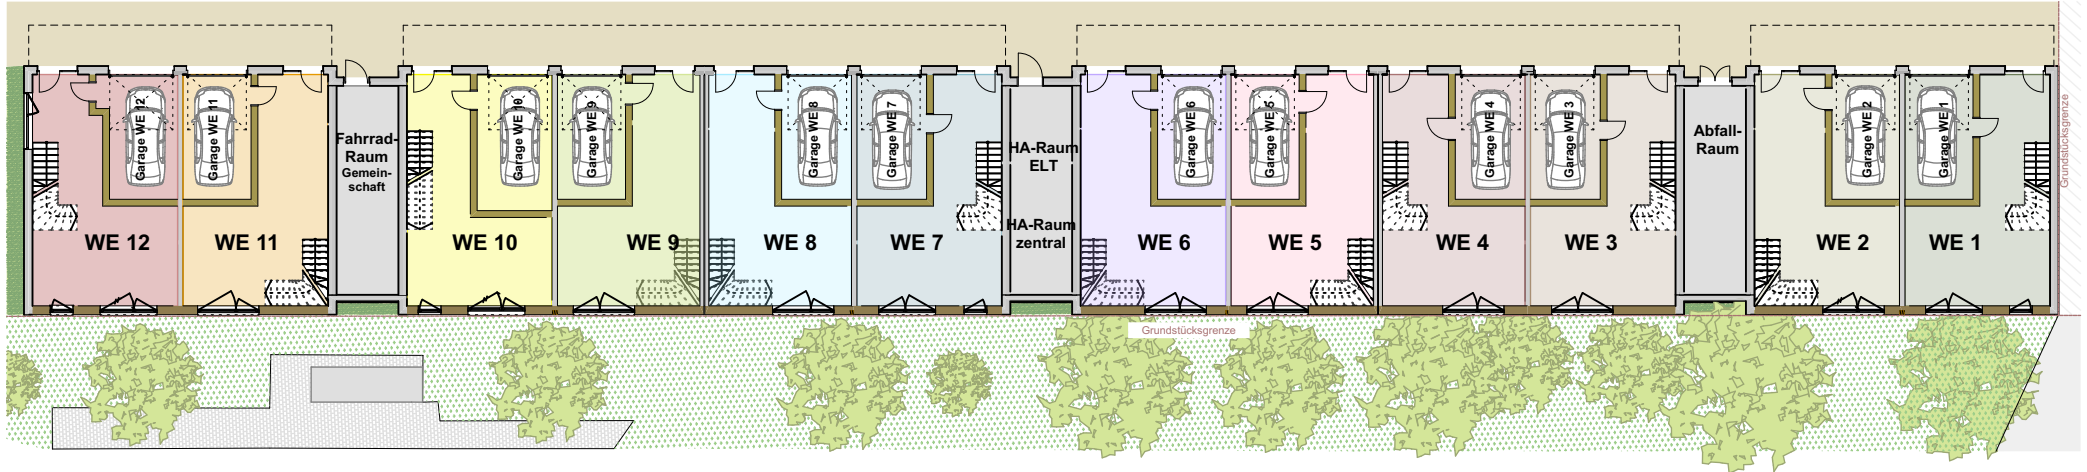 Garage WE 12
Garage WE 11
Garage WE 10
Garage WE 9
Garage WE 8
Garage WE 7
Garage WE 6
Garage WE 5
Garage WE 4
Garage WE 3
Garage WE 2
Garage WE 1
Fahrrad-
Raum
Gemein-
schaft
HA-Raum
ELT
HA-Raum
zentral
Abfall-
Raum
Grundstücksgrenze
WE 12
WE 11
WE 10
WE 9
WE 8
WE 7
WE 6
WE 5
WE 4
WE 3
WE 2
WE 1
Grundstücksgrenze